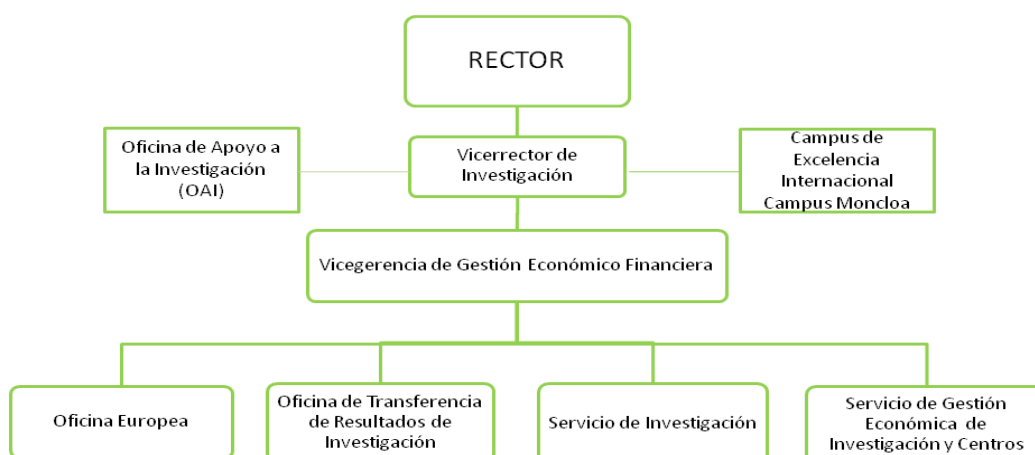 RECTOR
Oficina de Apoyo a
la Investigación
(OAI)
Vicerrector de
Investigación
Campus de
Excelencia
Internacional
Campus Moncloa
Vicegerencia de Gestión Económico Financiera
Oficina Europea
Oficina de Transferencia
de Resultados de
Investigación
Servicio de Investigación
Servicio de Gestión
Económica de
Investigación y Centros